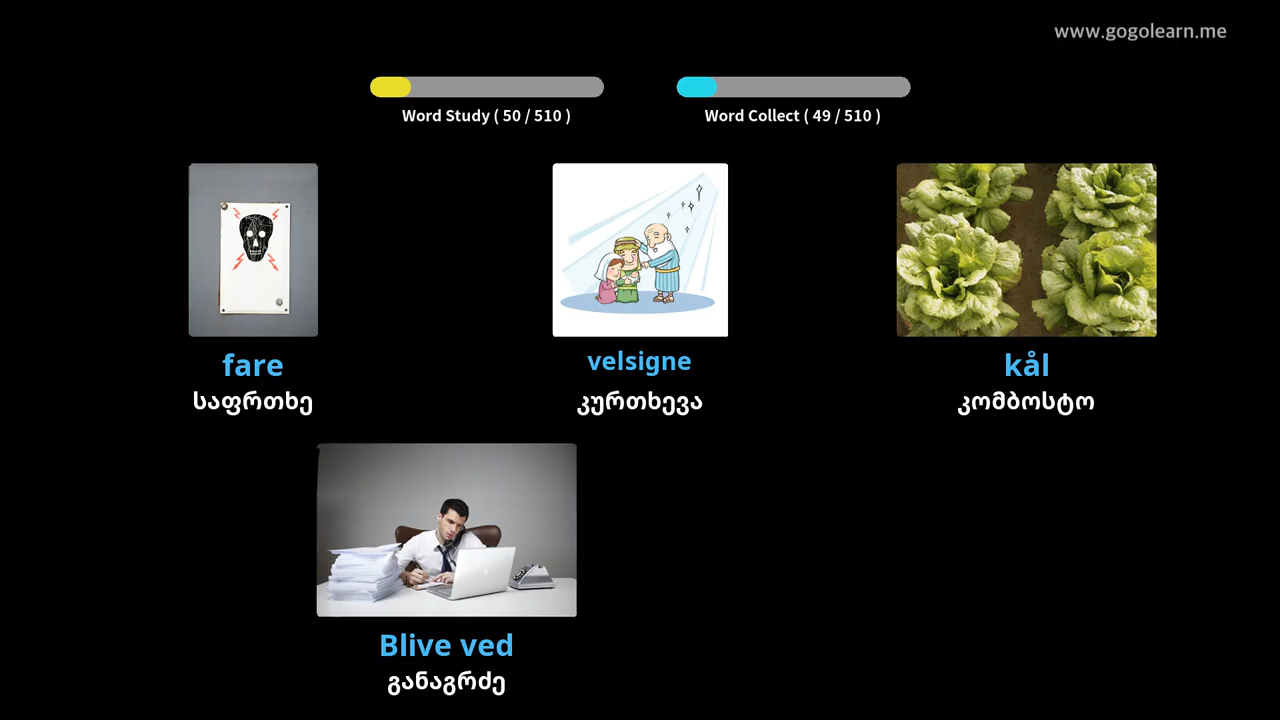 www.gogolearn.me
Word Study ( 50 / 510 )
Word Collect ( 49 / 510 )
fare
velsigne
kål
საფრთხე
კურთხევა
კომბოსტო
Blive ved
განაგრძე